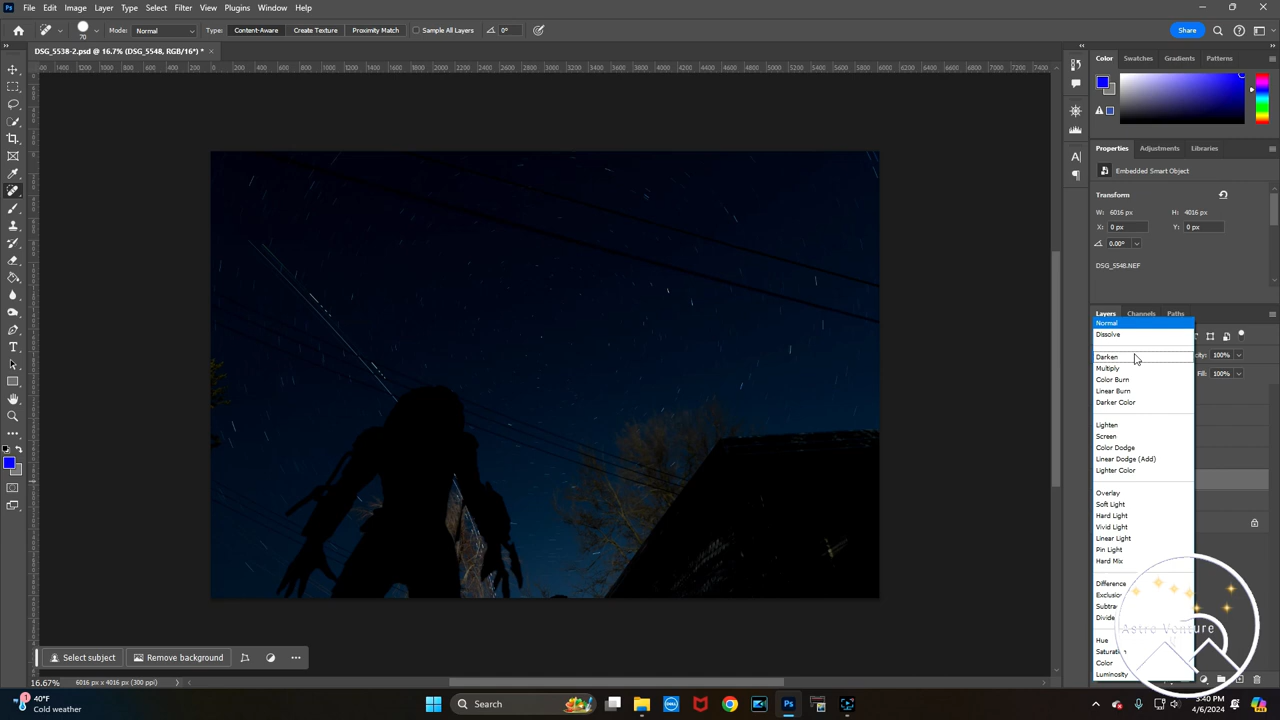 File Edit Image Layer Type Select Filter View Plugins Window Help
70 Mode: Normal Type: Content-Aware Create Texture Proximity Match Sample All Layers 0° Share
DSG_5538-2.psd @ 16.7% (DSG_5548, RGB/16*) *
Color Swatches Gradients Patterns
Properties Adjustments Libraries
Embedded Smart Object
Transform
W: 6016 px H: 4016 px
X: 0 px Y: 0 px
0.00°
DSG_5548.NEF
Layers Channels Paths
Normal
Dissolve
100%
Darken
Multiply
Fill: 100%
Color Burn
Linear Burn
Darker Color
Lighten
Screen
Color Dodge
Linear Dodge (Add)
Lighter Color
Overlay
Soft Light
Hard Light
Vivid Light
Linear Light
Pin Light
Hard Mix
Difference
Divide
Hue
Color
Luminosity
Astro Venture
Select subject Remove background
16.67% 6016 px x 4016 px (300 ppi)
1 40°F
Cold weather
Search
5:40 PM
4/6/2024